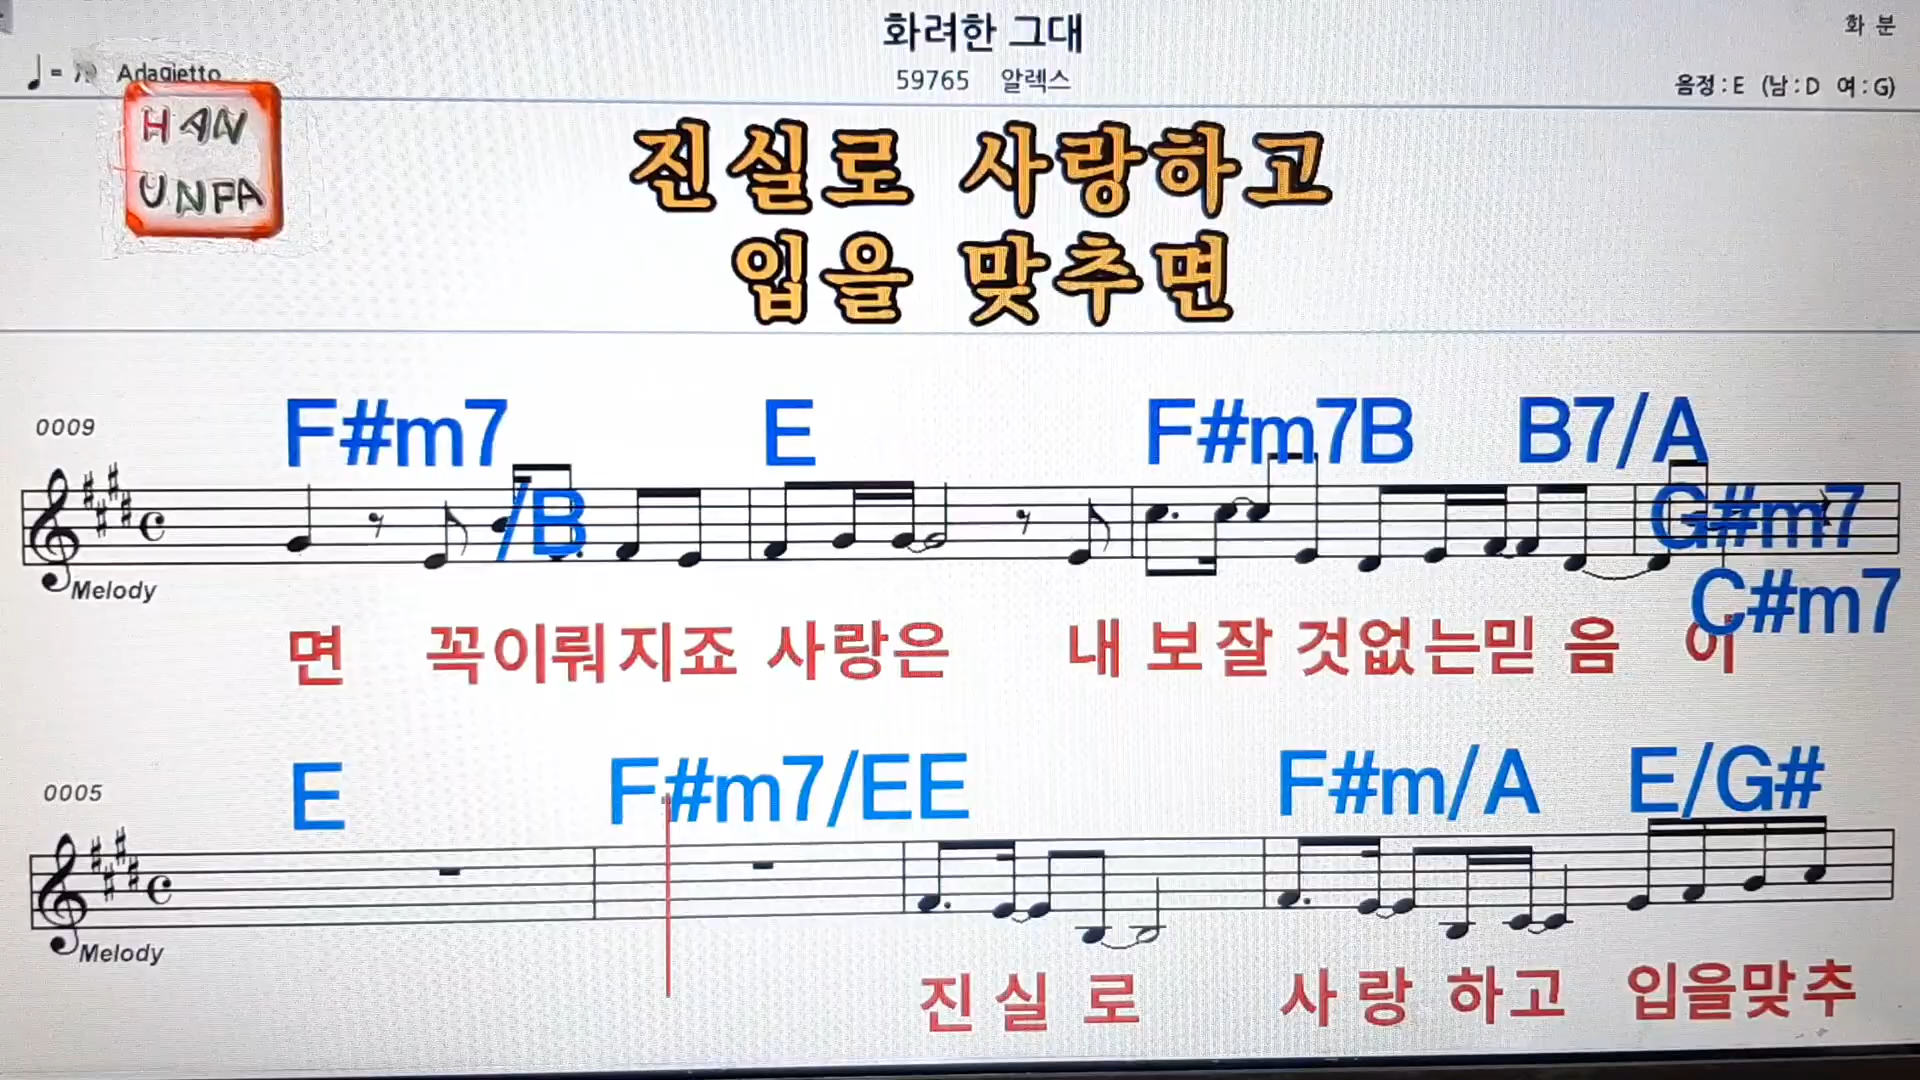 화려한 그대
화 분
♩= Adagietto
59765 알렉스
음정 : E (남 : D 여 : G)
HAN
UNFA
진실로 사랑하고
입을 맞추면
0009
F#m7 E F#m7B B7/A
/B G#m7
C#m7
Melody
면 꼭이뤄지죠 사랑은 내 보잘 것없는믿 음 이
0005
E F#m7/EE F#m/A E/G#
Melody
진 실 로 사 랑 하고 입을맞추